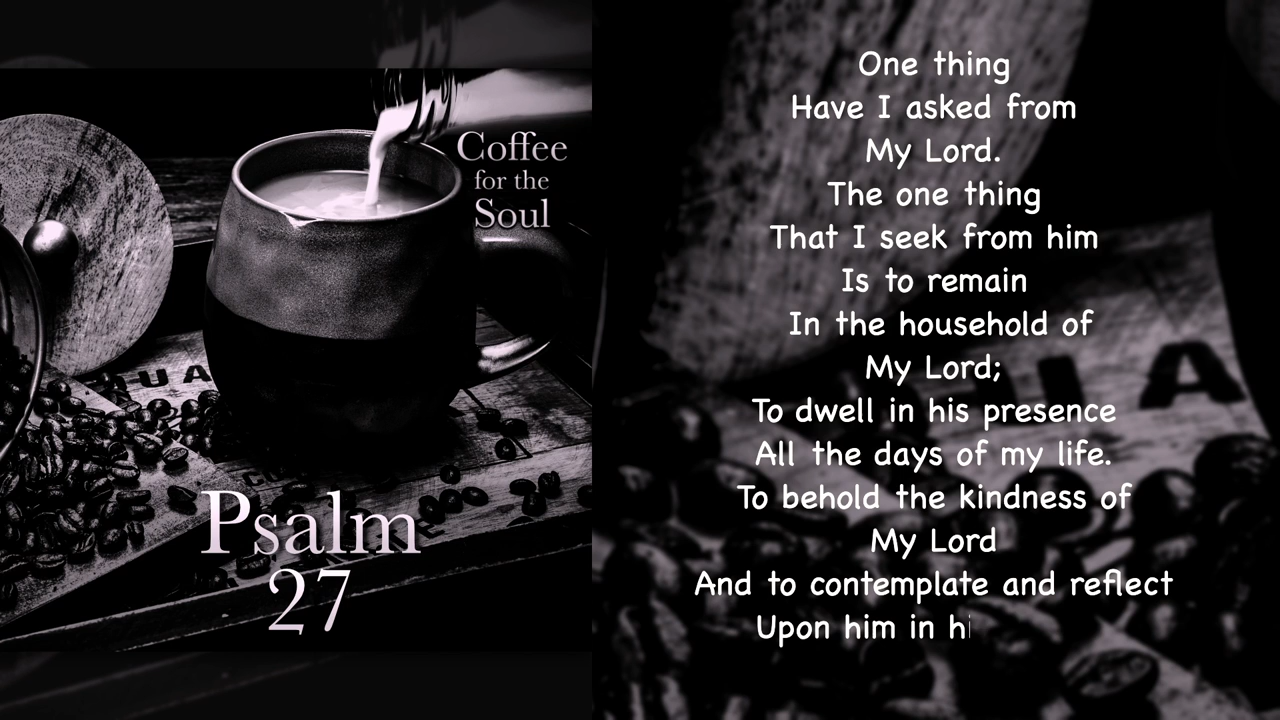 Coffee
for the
Soul
Psalm
27
One thing
Have I asked from
My Lord.
The one thing
That I seek from him
Is to remain
In the household of
My Lord;
To dwell in his presence
All the days of my life.
To behold the kindness of
My Lord
And to contemplate and reflect
Upon him in hi